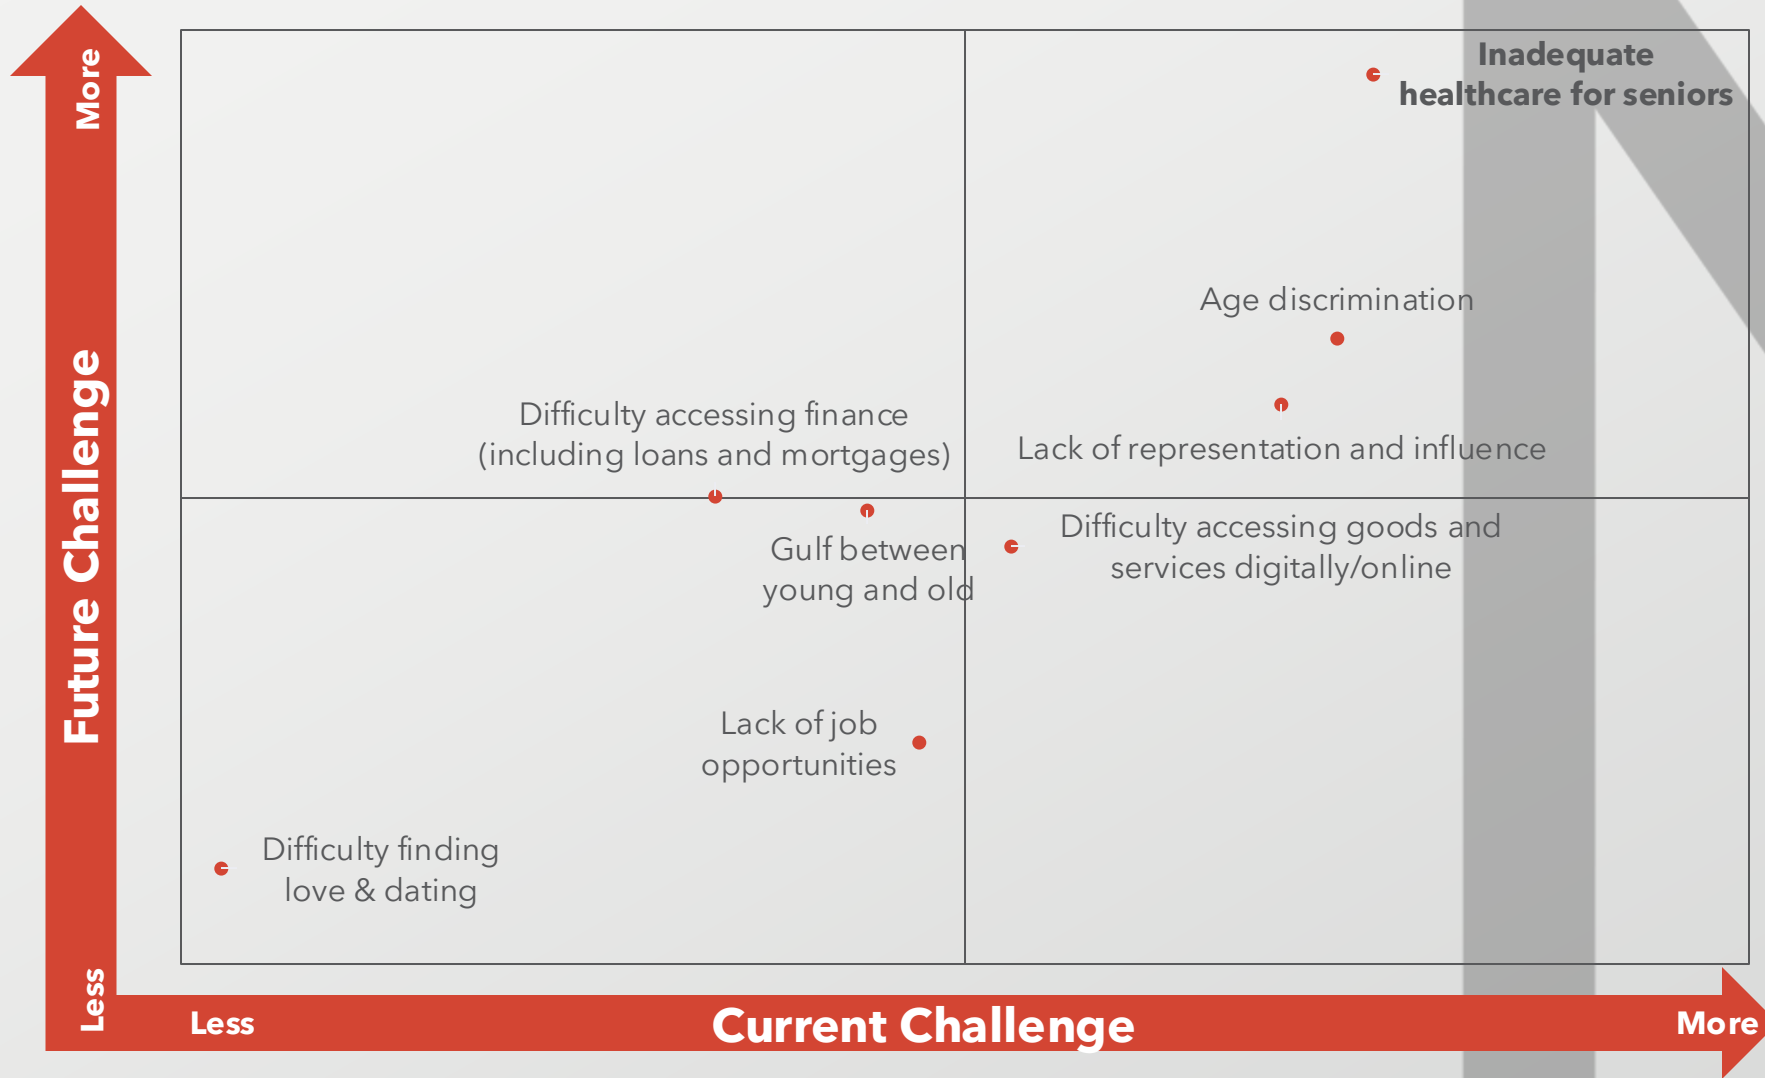 More
Inadequate
healthcare for seniors
Age discrimination
Difficulty accessing finance
(including loans and mortgages)
Lack of representation and influence
Future Challenge
Difficulty accessing goods and
services digitally/online
Gulf between
young and old
Lack of job
opportunities
Difficulty finding
love & dating
Less
Less
Current Challenge
More